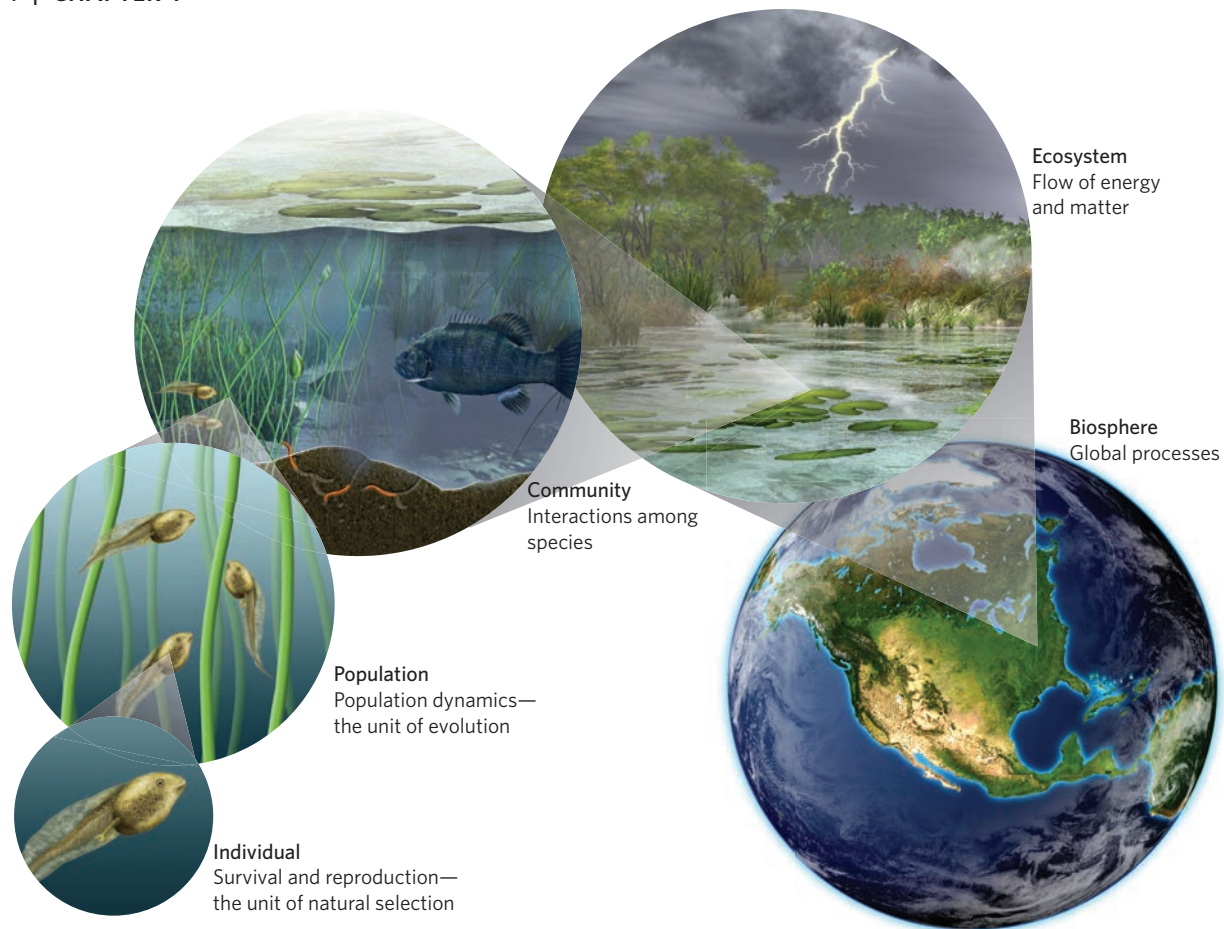 Ecosystem
Flow of energy
and matter
Biosphere
Global processes
Community
Interactions among
species
Population
Population dynamics—
the unit of evolution
Individual
Survival and reproduction—
the unit of natural selection